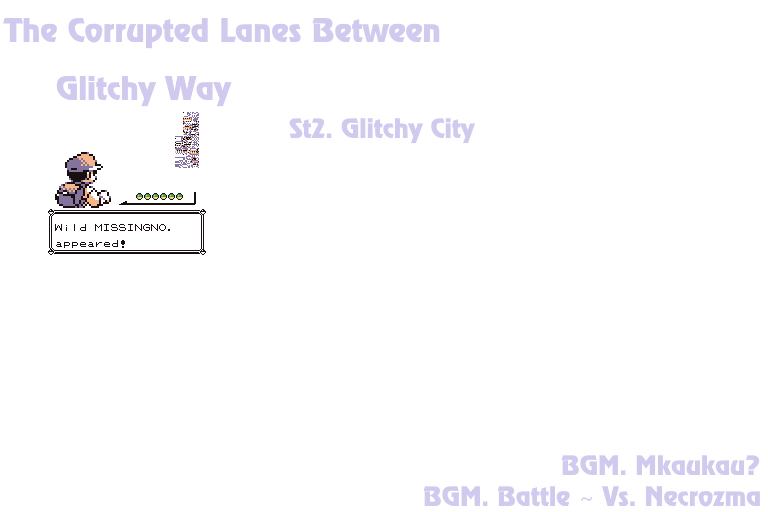 The Corrupted Lanes Between
Glitchy Way
St2. Glitchy City
Wild MISSINGNO.
appeared!
BGM. Mkaukau?
BGM. Battle ~ Vs. Necrozma